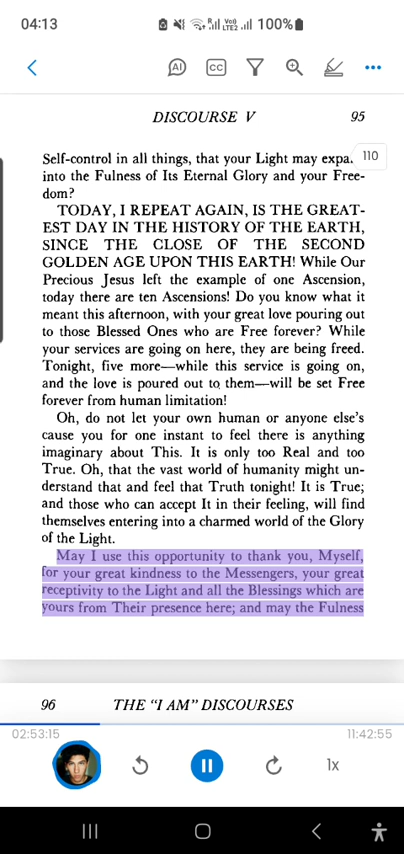 04:13
Vo)
LTE2
100%
AI
CC
DISCOURSE V 95
110
Self-control in all things, that your Light may expa.
into the Fulness of Its Eternal Glory and your Free-
dom?
TODAY, I REPEAT AGAIN, IS THE GREAT-
EST DAY IN THE HISTORY OF THE EARTH,
SINCE THE CLOSE OF THE SECOND
GOLDEN AGE UPON THIS EARTH! While Our
Precious Jesus left the example of one Ascension,
today there are ten Ascensions! Do you know what it
meant this afternoon, with your great love pouring out
to those Blessed Ones who are Free forever? While
your services are going on here, they are being freed.
Tonight, five more—while this service is going on,
and the love is poured out to them—will be set Free
forever from human limitation!
Oh, do not let your own human or anyone else's
cause you for one instant to feel there is anything
imaginary about This. It is only too Real and too
True. Oh, that the vast world of humanity might un-
derstand that and feel that Truth tonight! It is True;
and those who can accept It in their feeling, will find
themselves entering into a charmed world of the Glory
of the Light.
May I use this opportunity to thank you, Myself,
for your great kindness to the Messengers, your great
receptivity to the Light and all the Blessings which are
yours from Their presence here; and may the Fulness
96 THE "I AM" DISCOURSES
02:53:15 11:42:55
1x